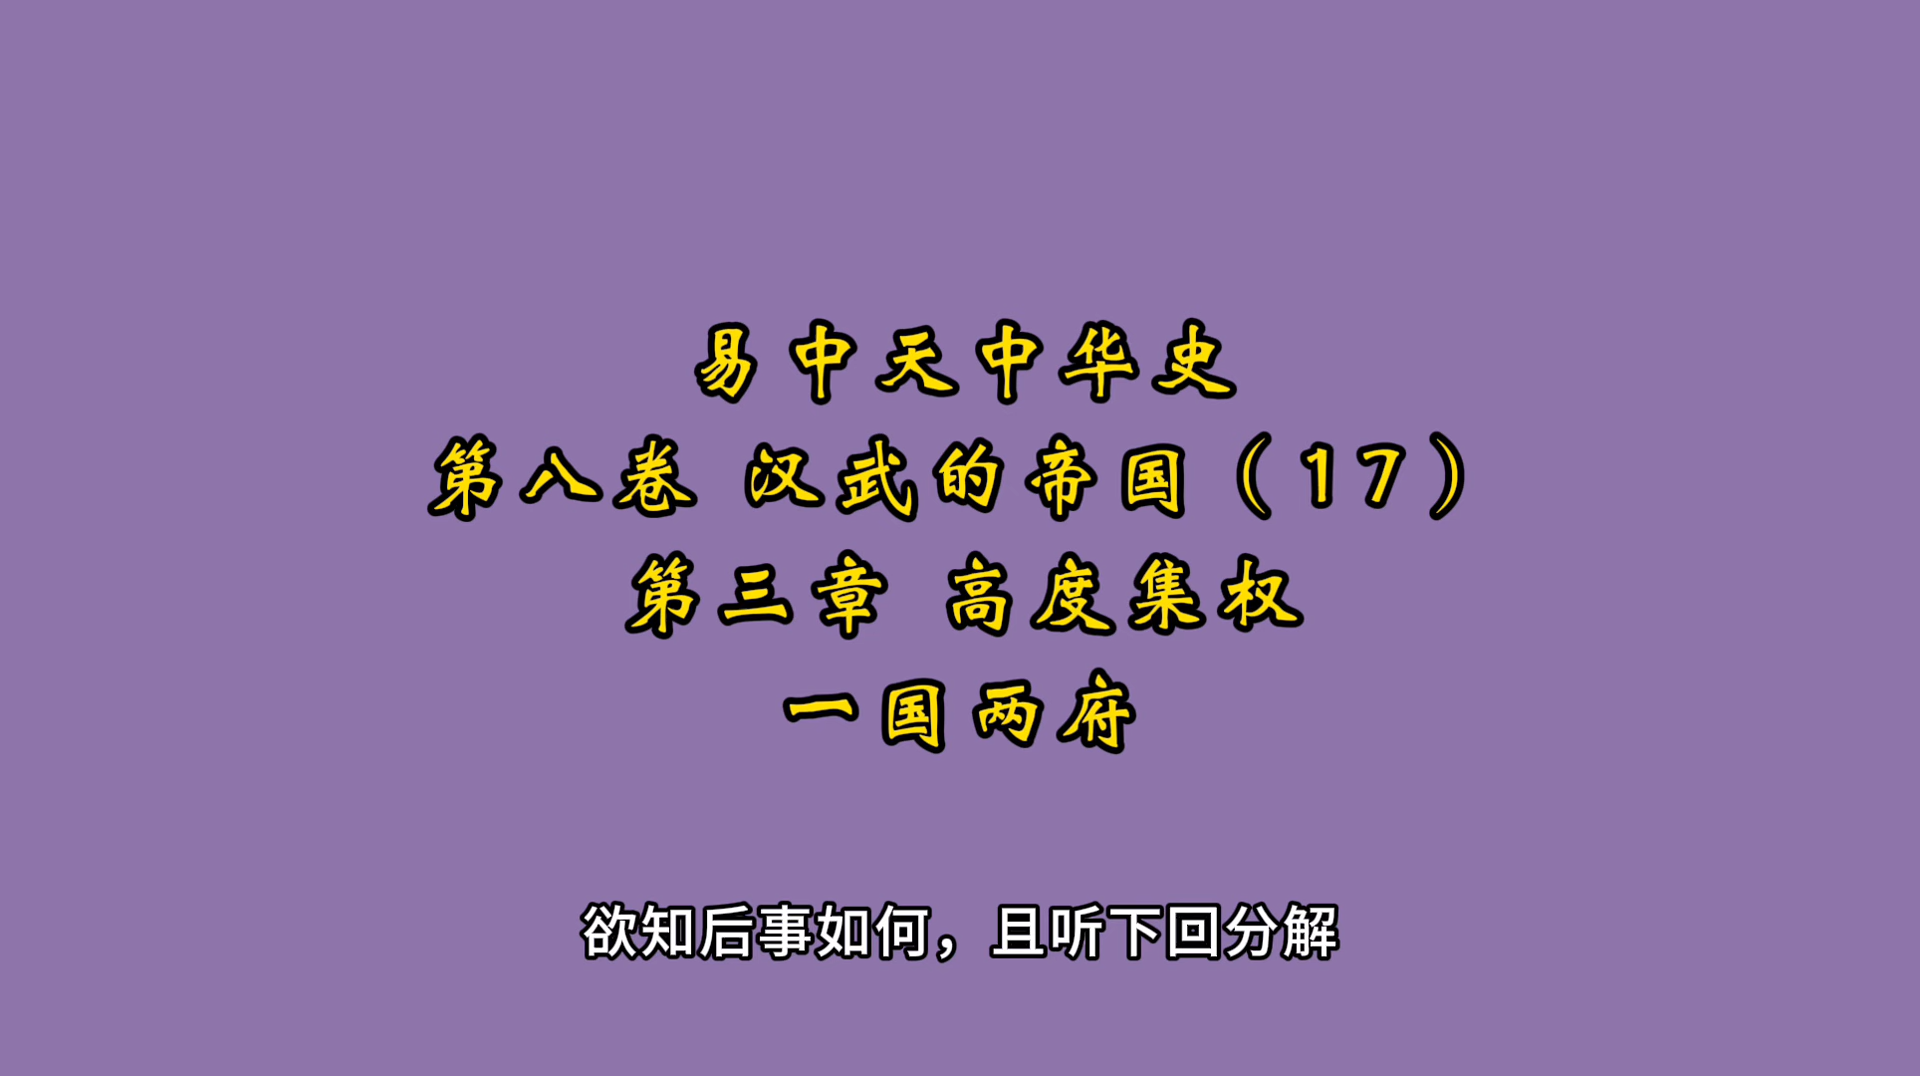 易中天中华史
第八卷 汉武的帝国（17）
第三章 高度集权
一国两府
欲知后事如何，且听下回分解